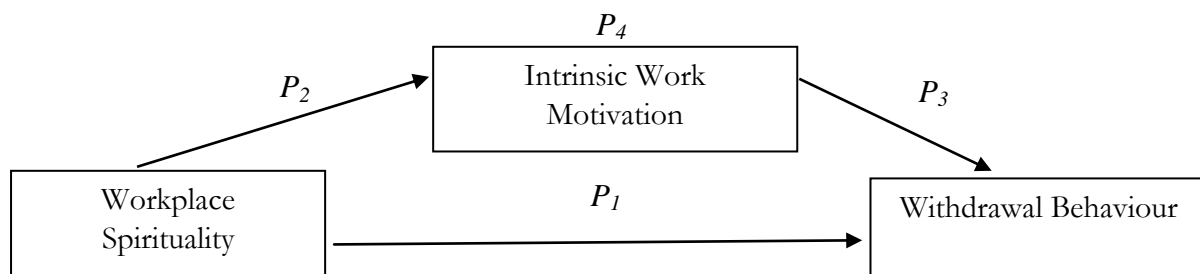 P4
Intrinsic Work
Motivation
P2
P3
Workplace
Spirituality
P1
Withdrawal Behaviour